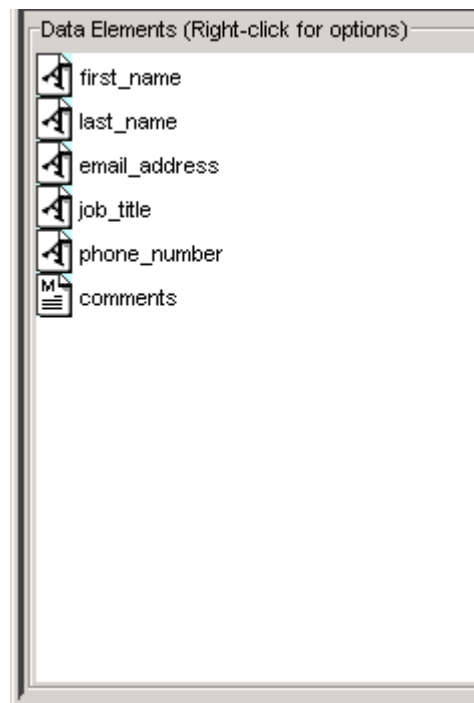 Data Elements (Right-click for options)
first_name
last_name
email_address
job_title
phone_number
M
comments